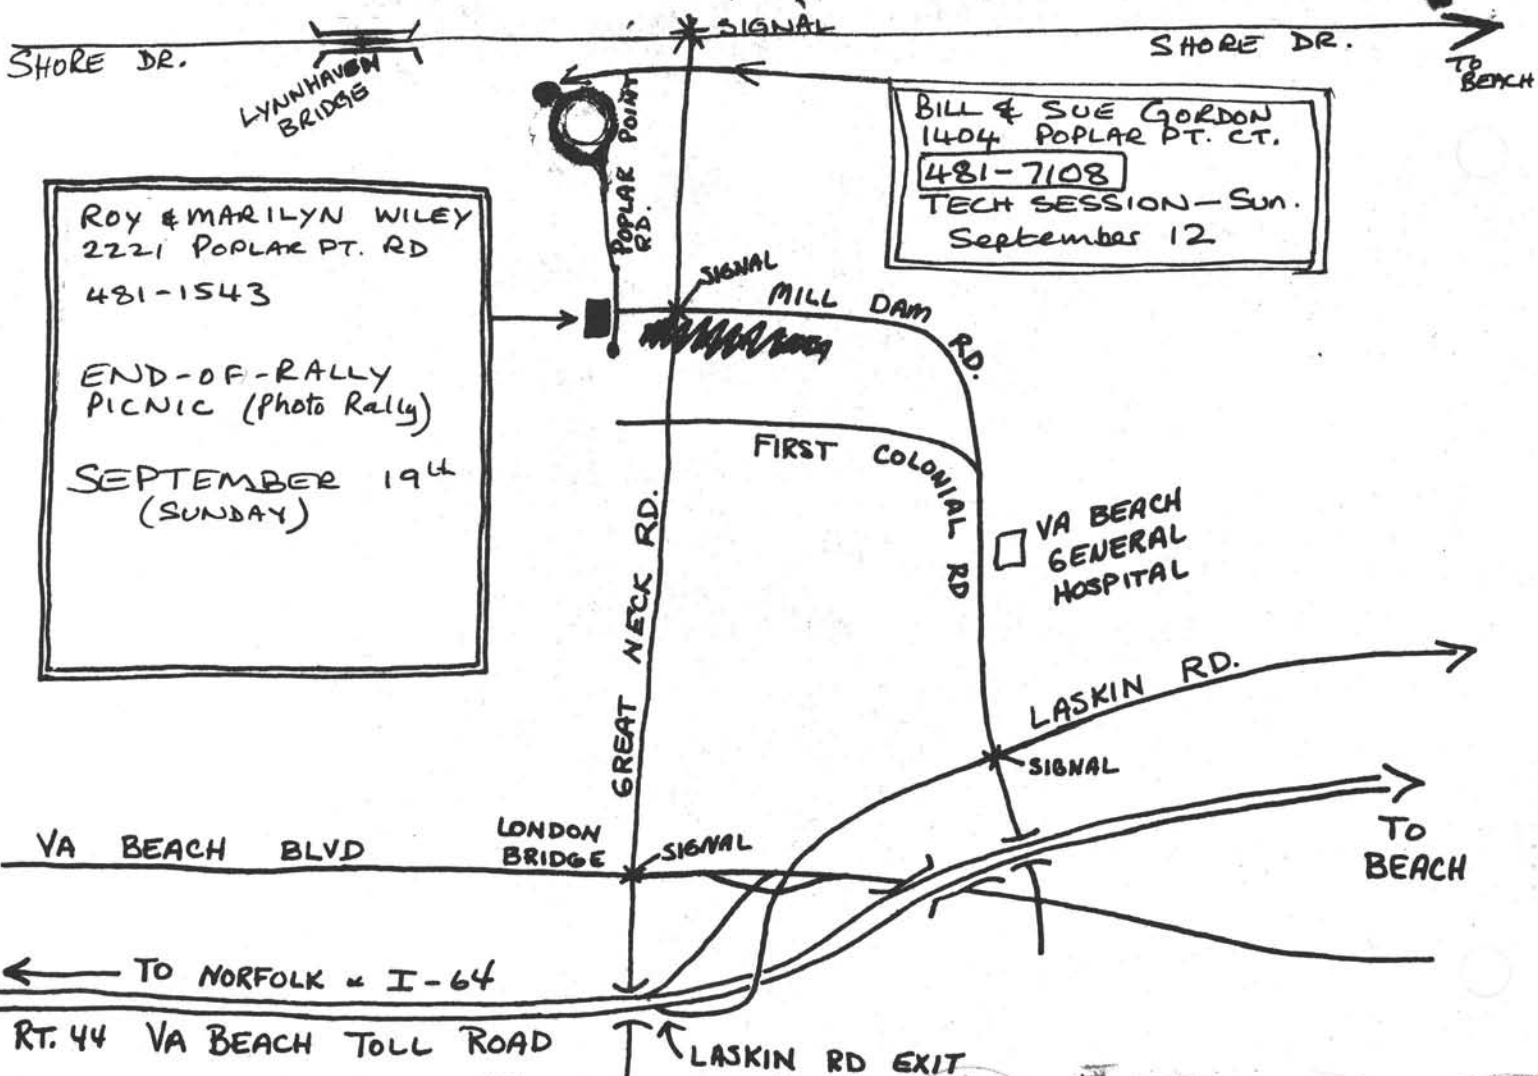 SIGNAL
SHORE DR.
SHORE DR.
TO
BEACH
LYNNHAVEN
BRIDGE
POPLAR POINT
RD.
BILL & SUE GORDON
1404 POPLAR PT. CT.
481-7108
TECH SESSION - Sun.
September 12
ROY & MARILYN WILEY
2221 POPLAR PT. RD
481-1543
END-OF-RALLY
PICNIC (Photo Rally)
SEPTEMBER 19th
(SUNDAY)
SIGNAL
MILL DAM RD.
FIRST COLONIAL RD
VA BEACH
GENERAL
HOSPITAL
GREAT NECK RD.
LASKIN RD.
SIGNAL
VA BEACH BLVD
LONDON
BRIDGE
SIGNAL
TO
BEACH
TO NORFOLK & I-64
RT. 44 VA BEACH TOLL ROAD
LASKIN RD EXIT